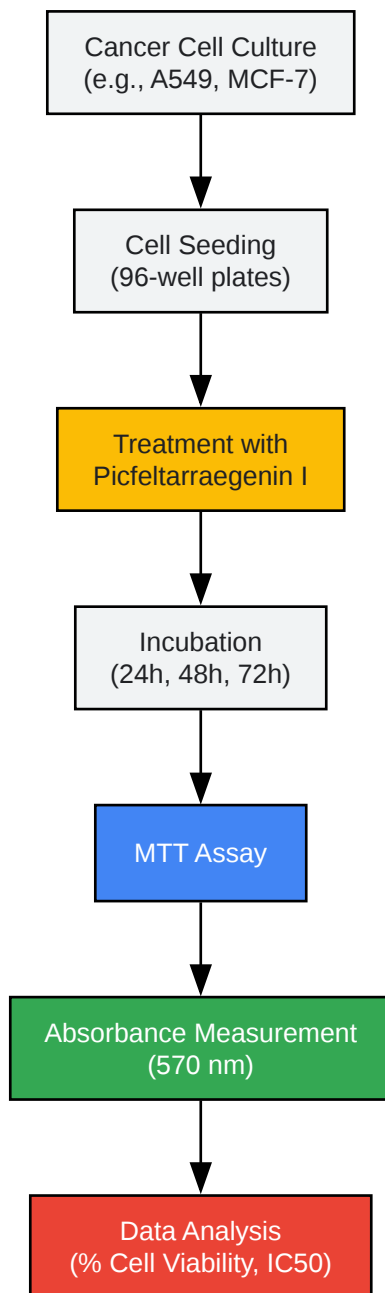 Cancer Cell Culture
(e.g., A549, MCF-7)
Cell Seeding
(96-well plates)
Treatment with
Picfeltarraegenin I
Incubation
(24h, 48h, 72h)
MTT Assay
Absorbance Measurement
(570 nm)
Data Analysis
(% Cell Viability, IC50)